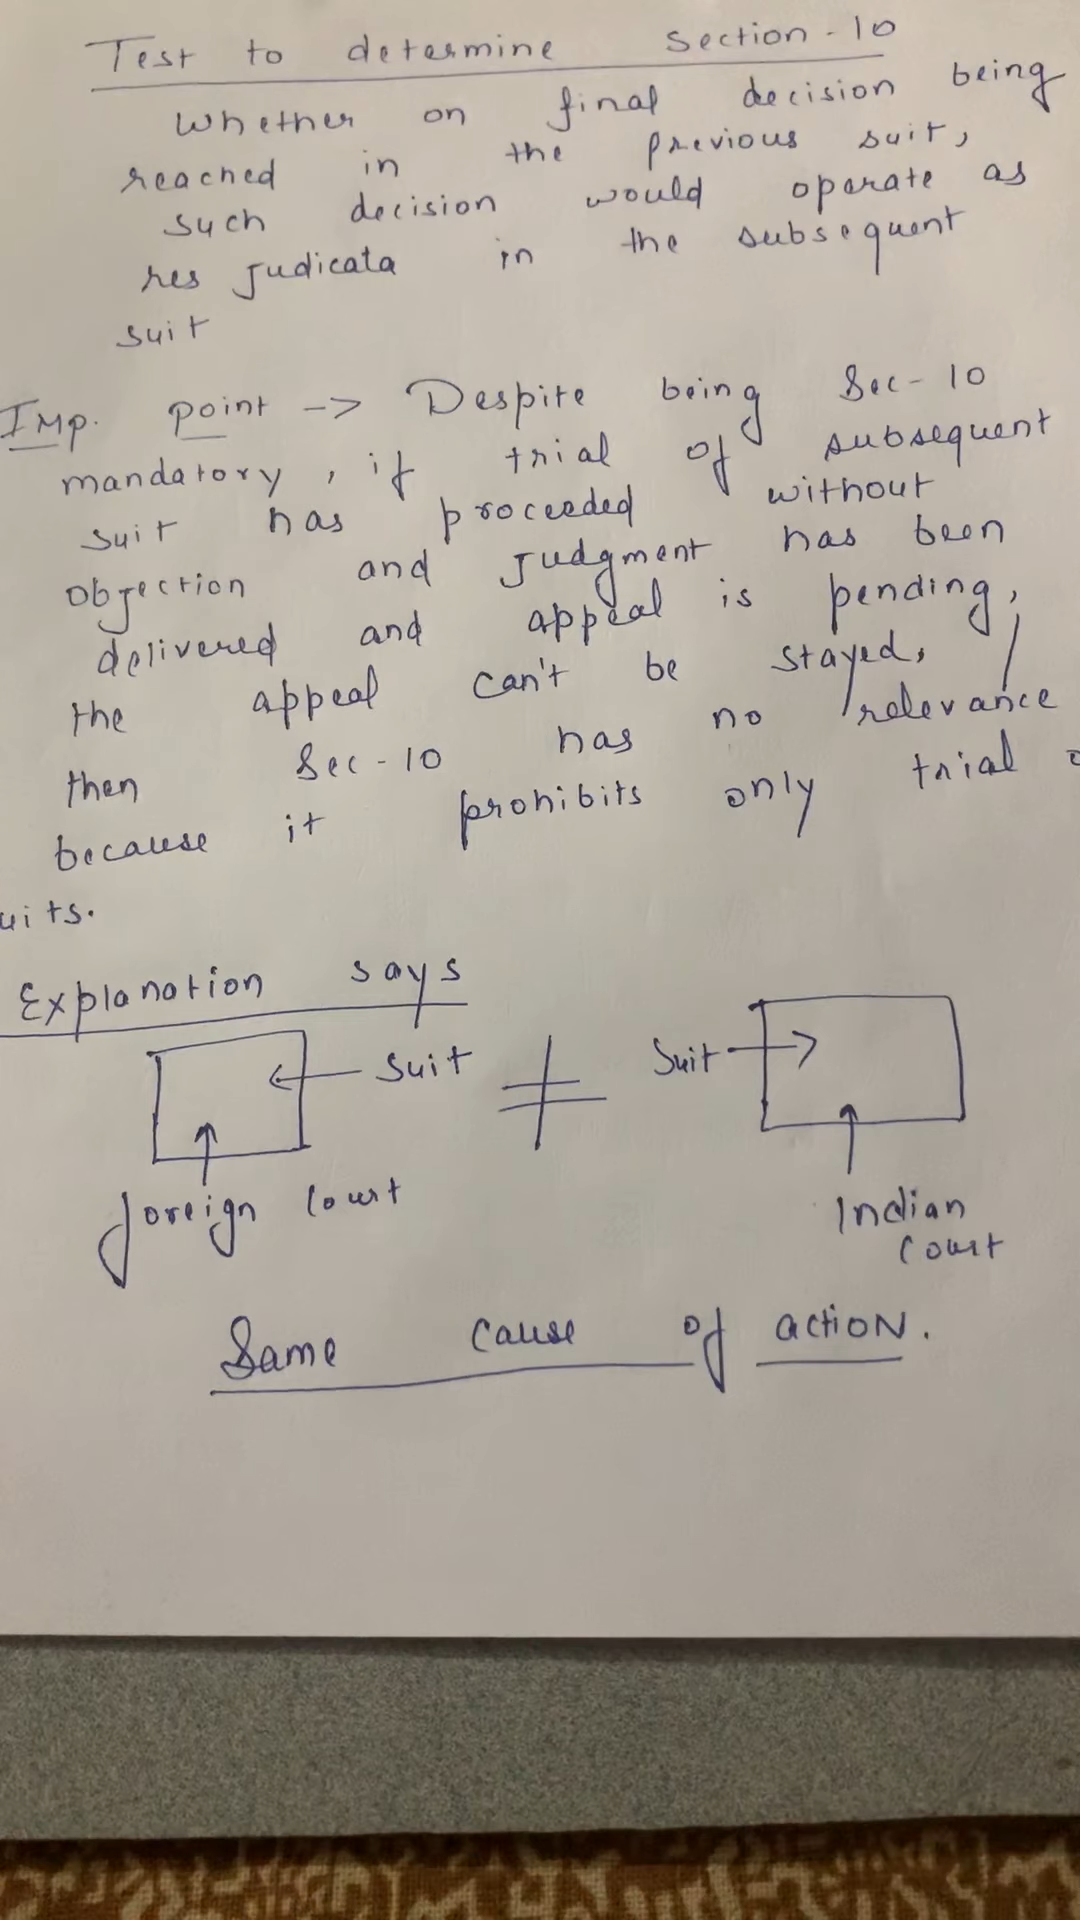 Test to determine section-10
Whether on final decision being
reached in the previous suit,
such decision would operate as
res judicata in the subsequent
suit
Imp. point -> Despite being Sec-10
mandatory, if trial of subsequent
suit has proceeded without
objection and judgment has been
delivered and appeal is pending,
the appeal can't be stayed,
then Sec-10 has no relevance
because it prohibits only trial o
uits.
Explanation says
Suit ≠ Suit
foreign court
Indian
court
Same cause of action.